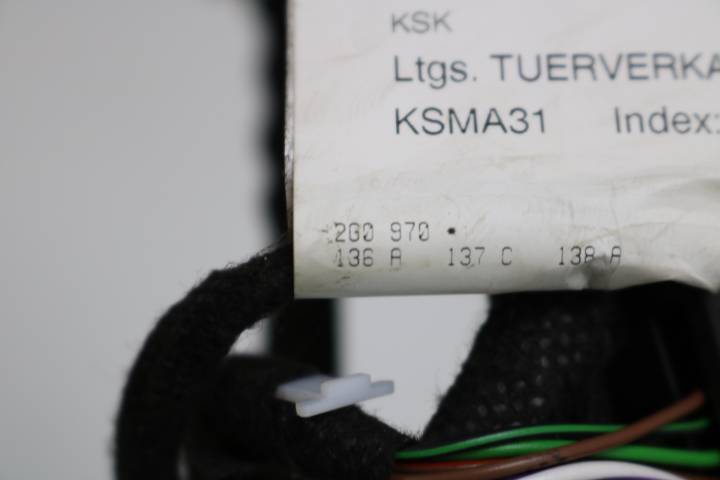 KSK
Ltgs. TUERVERKA
KSMA31 Index:
2G0 970
136 A 137 C 138 A